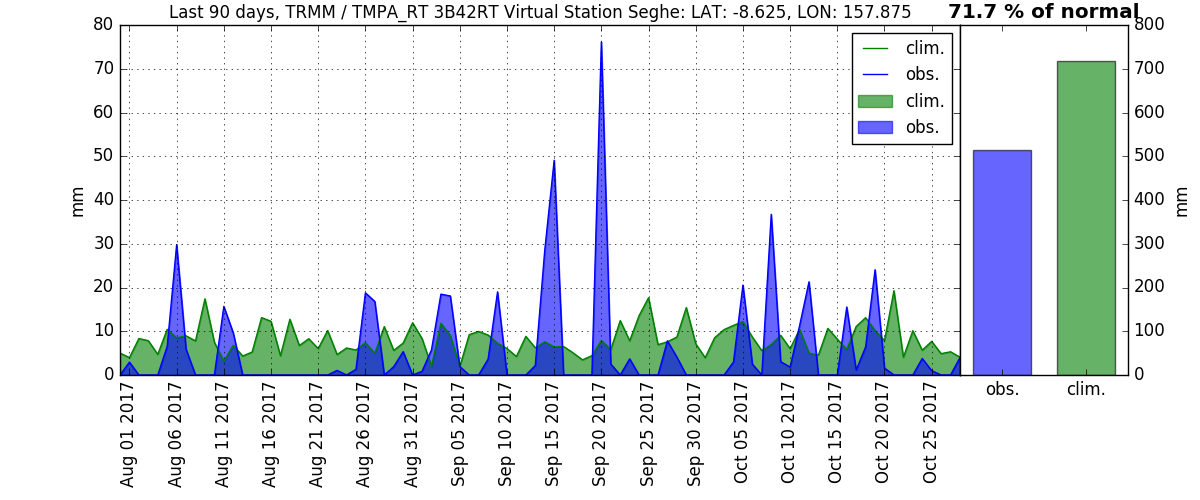 Last 90 days, TRMM / TMPA_RT 3B42RT Virtual Station Seghe: LAT: -8.625, LON: 157.875
71.7 % of normal
80
70
60
50
40
30
20
10
0
mm
clim.
obs.
clim.
obs.
Aug 01 2017
Aug 06 2017
Aug 11 2017
Aug 16 2017
Aug 21 2017
Aug 26 2017
Aug 31 2017
Sep 05 2017
Sep 10 2017
Sep 15 2017
Sep 20 2017
Sep 25 2017
Sep 30 2017
Oct 05 2017
Oct 10 2017
Oct 15 2017
Oct 20 2017
Oct 25 2017
800
700
600
500
400
300
200
100
0
mm
obs.
clim.